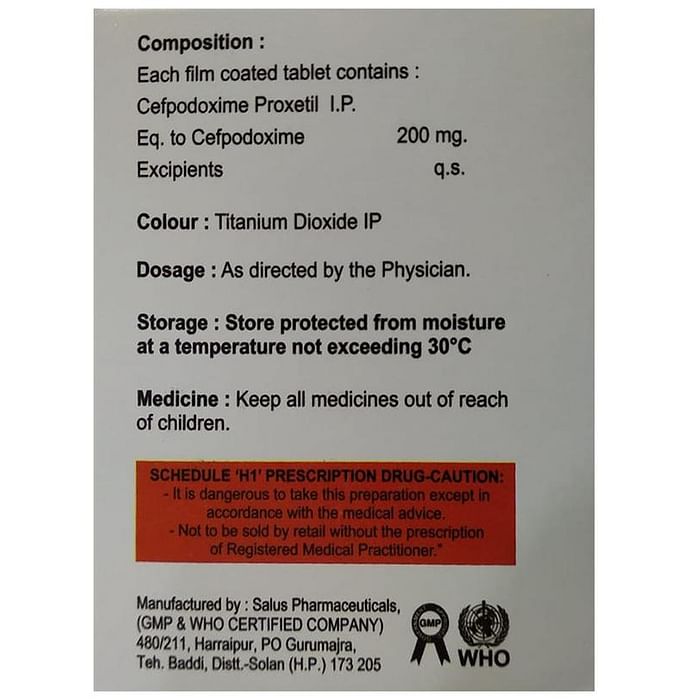 Composition :
Each film coated tablet contains :
Cefpodoxime Proxetil I.P.
Eq. to Cefpodoxime 200 mg.
Excipients q.s.
Colour : Titanium Dioxide IP
Dosage : As directed by the Physician.
Storage : Store protected from moisture
at a temperature not exceeding 30°C
Medicine : Keep all medicines out of reach
of children.
SCHEDULE 'H1' PRESCRIPTION DRUG-CAUTION:
- It is dangerous to take this preparation except in
accordance with the medical advice.
- Not to be sold by retail without the prescription
of Registered Medical Practitioner."
Manufactured by : Salus Pharmaceuticals,
(GMP & WHO CERTIFIED COMPANY)
480/211, Harraipur, PO Gurumajra,
Teh. Baddi, Distt.-Solan (H.P.) 173 205
GMP
WHO